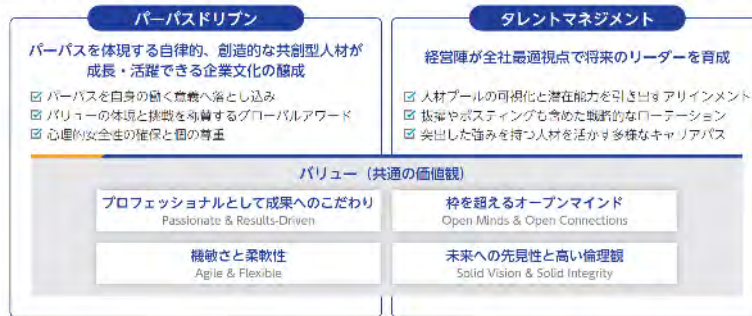 パーパスドリブン
パーパスを体現する自律的、創造的な共創型人材が
成長・活躍できる企業文化の醸成
パーパスを自身の働く意義へ落とし込み
バリューの体現と挑戦を称賛するグローバルアワード
心理的安全性の確保と個の尊重
タレントマネジメント
経営陣が全社最適視点で将来のリーダーを育成
人材プールの可視化と潜在能力を引き出すアサインメント
抜擢やポスティングも含めた戦略的なローテーション
突出した強みを持つ人材を活かす多様なキャリアパス
バリュー（共通の価値観）
プロフェッショナルとして成果へのこだわり
Passionate & Results-Driven
枠を超えるオープンマインド
Open Minds & Open Connections
機敏さと柔軟性
Agile & Flexible
未来への先見性と高い倫理観
Solid Vision & Solid Integrity